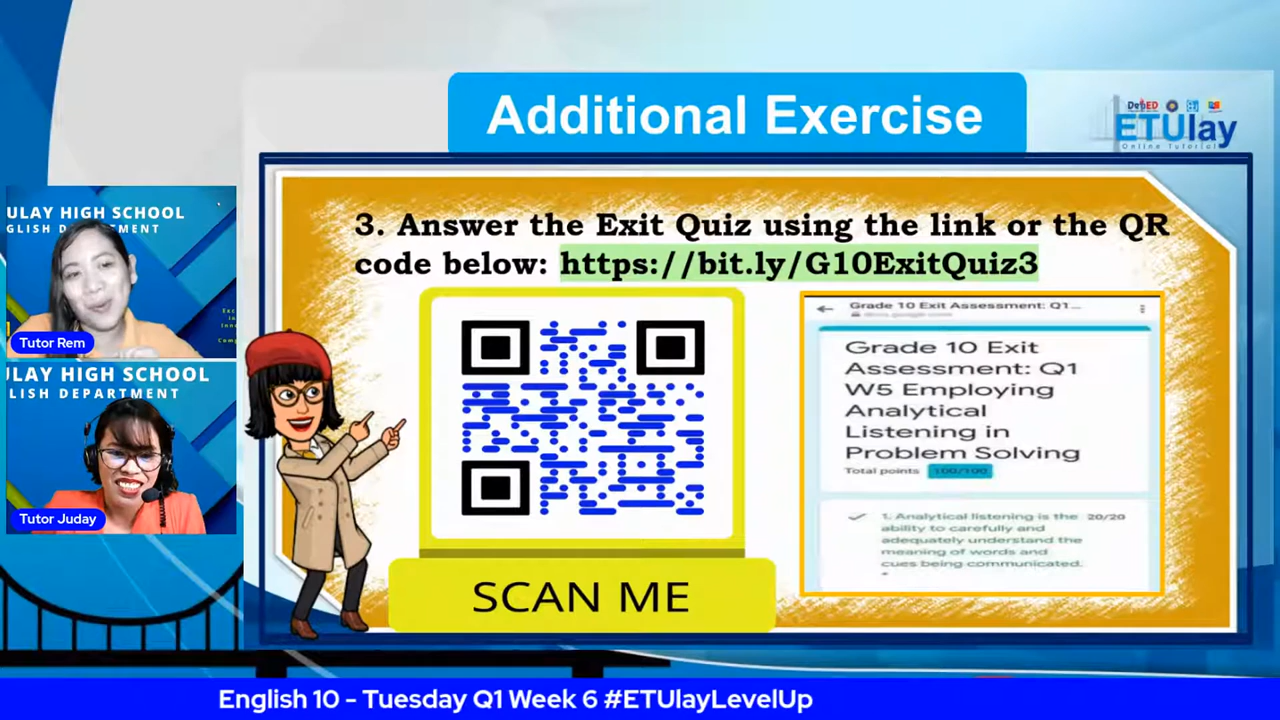 Additional Exercise
DepED
ETUlay
Online Tutorial
3. Answer the Exit Quiz using the link or the QR
code below: https://bit.ly/G10ExitQuiz3
ULAY HIGH SCHOOL
GLISH DEPARTMENT
Tutor Rem
ULAY HIGH SCHOOL
LISH DEPARTMENT
Tutor Juday
SCAN ME
Grade 10 Exit Assessment: Q1...
Grade 10 Exit
Assessment: Q1
W5 Employing
Analytical
Listening in
Problem Solving
Total points 100/100
1. Analytical listening is the 20/20
ability to carefully and
adequately understand the
meaning of words and
cues being communicated.
*
English 10 - Tuesday Q1 Week 6 #ETUlayLevelUp